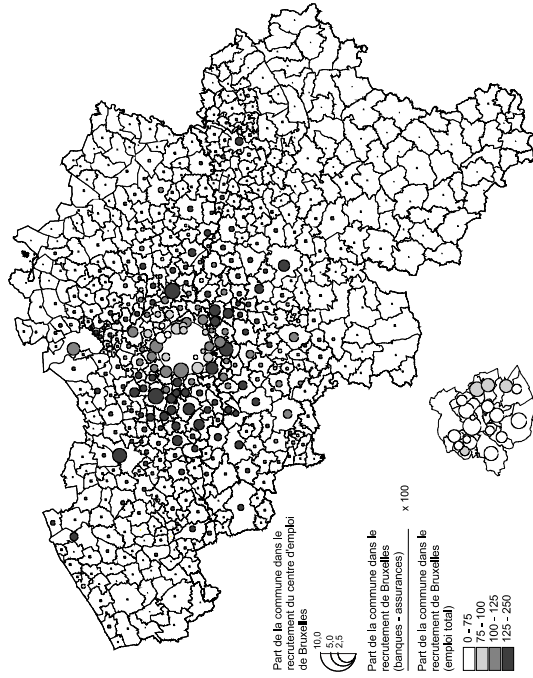 Part de la commune dans le
recrutement du centre d'emploi
de Bruxelles
10,0
5,0
2,5
Part de la commune dans le
recrutement de Bruxelles
(banques - assurances)
x 100
Part de la commune dans le
recrutement de Bruxelles
(emploi total)
0 - 75
75 - 100
100 - 125
125 - 250